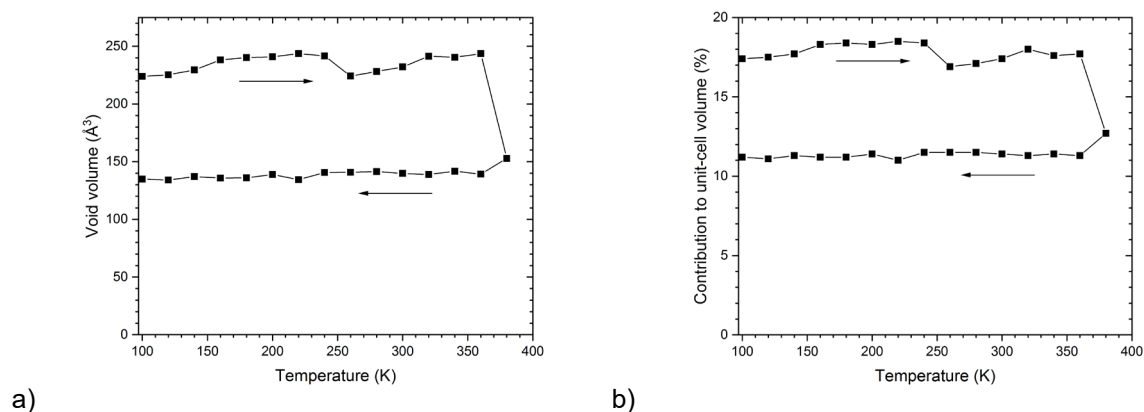 250
200
150
100
50
0
Void volume (Å³)
100 150 200 250 300 350 400
Temperature (K)
a)
20
15
10
5
0
Contribution to unit-cell volume (%)
100 150 200 250 300 350 400
Temperature (K)
b)